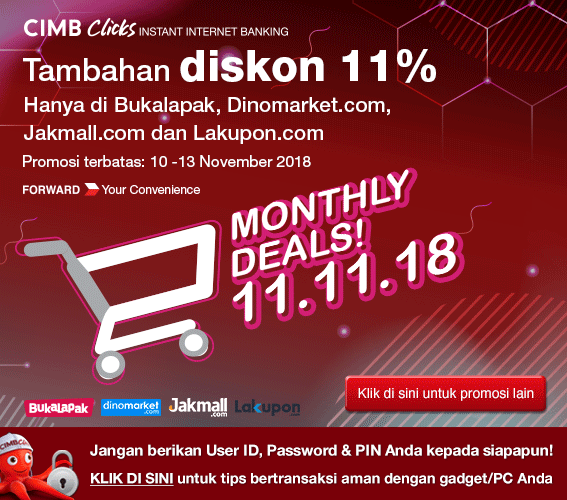 CIMB Clicks INSTANT INTERNET BANKING
Tambahan diskon 11%
Hanya di Bukalapak, Dinomarket.com,
Jakmall.com dan Lakupon.com
Promosi terbatas: 10 -13 November 2018
FORWARD Your Convenience
MONTHLY
DEALS!
11.11.18
Klik di sini untuk promosi lain
BukaLapak dinomarket .com Jakmall .com Lakupon .com
Jangan berikan User ID, Password & PIN Anda kepada siapapun!
KLIK DI SINI untuk tips bertransaksi aman dengan gadget/PC Anda